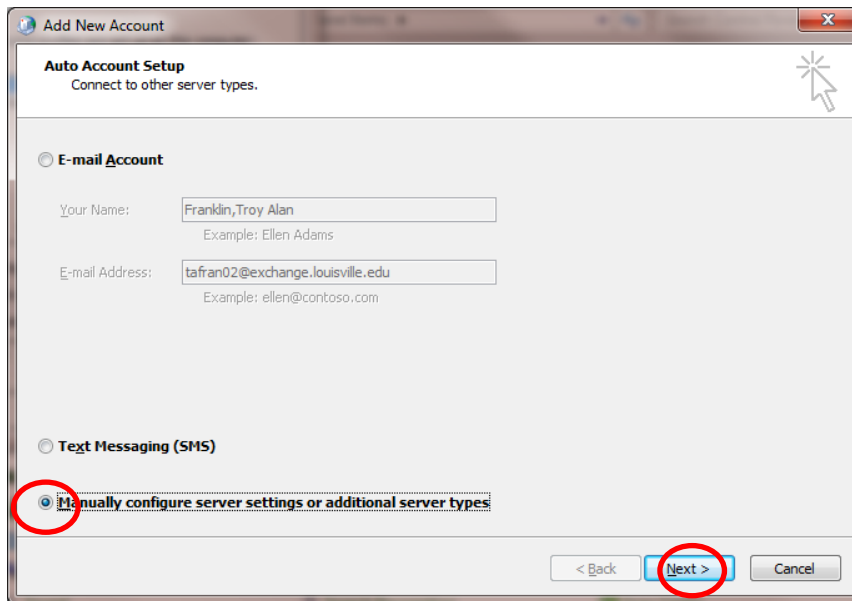 Add New Account
Auto Account Setup
Connect to other server types.
E-mail Account
Your Name: Franklin,Troy Alan
Example: Ellen Adams
E-mail Address: tafran02@exchange.louisville.edu
Example: ellen@contoso.com
Text Messaging (SMS)
Manually configure server settings or additional server types
< Back Next > Cancel